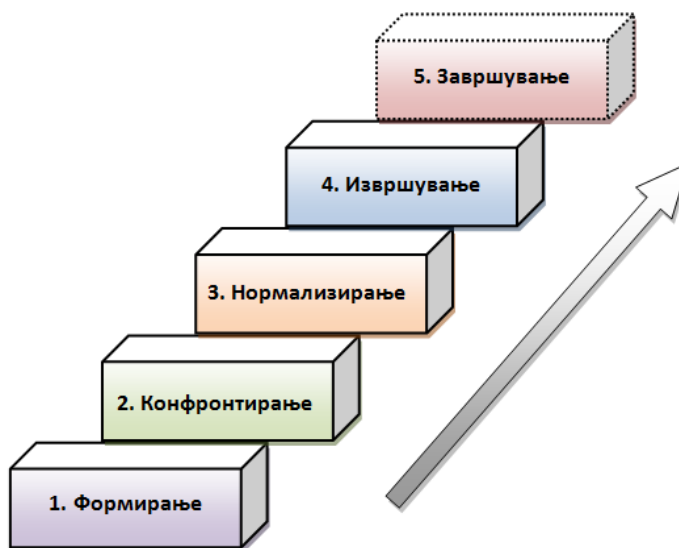 5. Завршување
4. Извршување
3. Нормализирање
2. Конфронтирање
1. Формирање